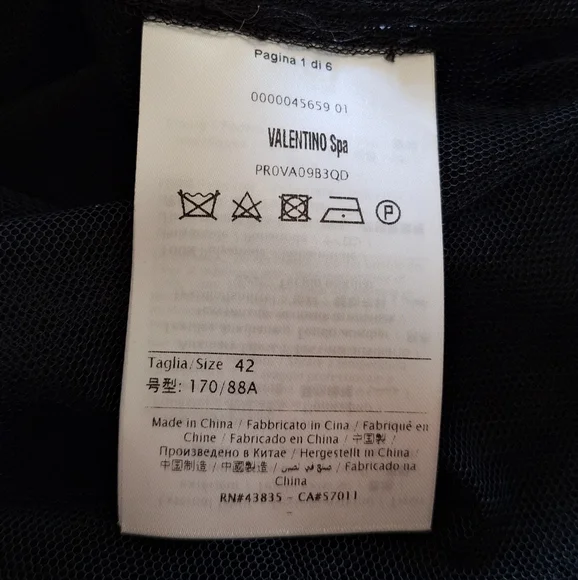 Pagina 1 di 6
0000045659 01
VALENTINO Spa
PR0VA09B3QD
P
Taglia/Size 42
号型: 170/88A
Made in China / Fabbricato in Cina / Fabriqué en
Chine / Fabricado en China / 中国製 /
Произведено в Китае / Hergestellt in China /
中国制造 / 中國製造 / صنع في الصين / Fabricado na
China
RN#43835 - CA#57011